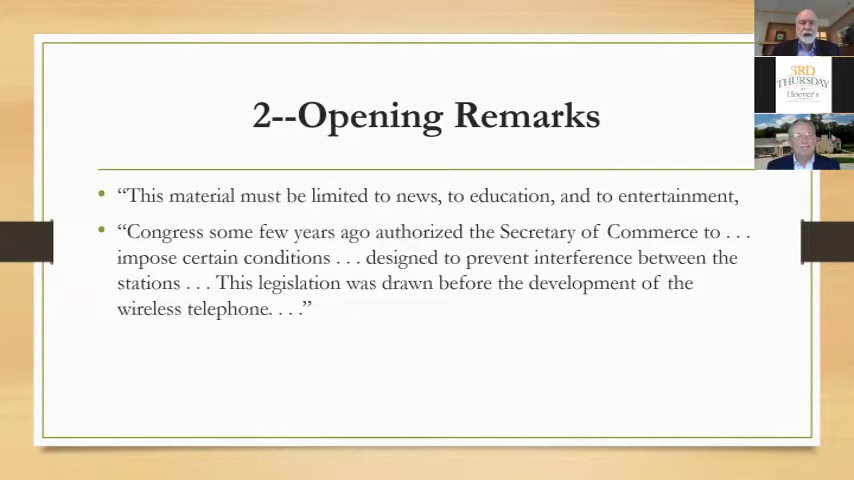 2--Opening Remarks
• “This material must be limited to news, to education, and to entertainment,
• “Congress some few years ago authorized the Secretary of Commerce to . . .
impose certain conditions . . . designed to prevent interference between the
stations . . . This legislation was drawn before the development of the
wireless telephone. . . .”
3RD
THURSDAY
at
Hoover's